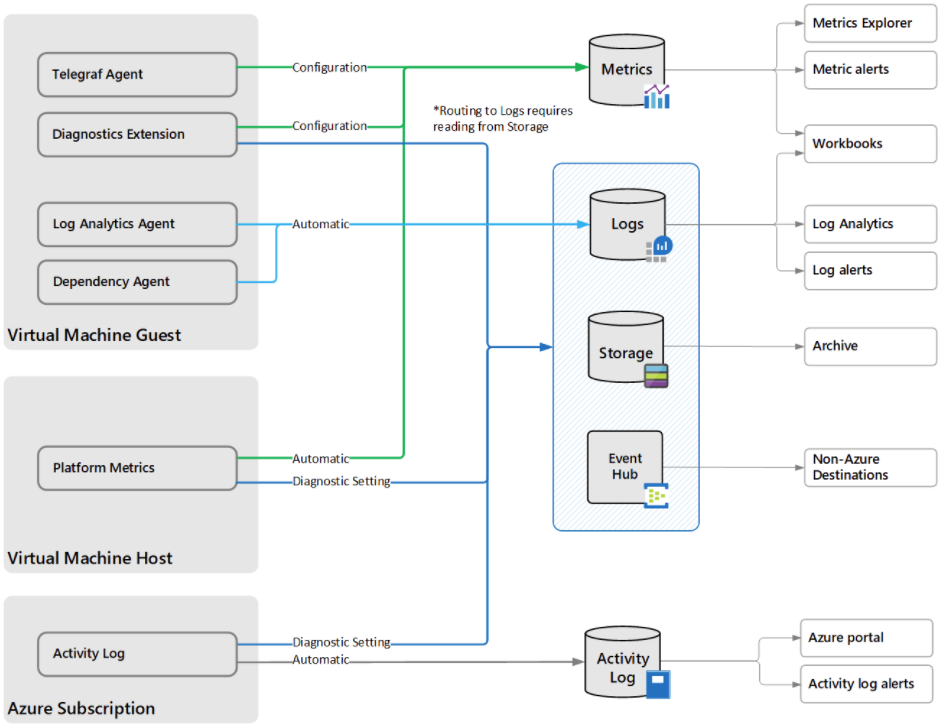 Telegraf Agent
Configuration
Metrics
Metrics Explorer
Metric alerts
Diagnostics Extension
Configuration
*Routing to Logs requires
reading from Storage
Workbooks
Log Analytics Agent
Automatic
Logs
Log Analytics
Dependency Agent
Log alerts
Virtual Machine Guest
Storage
Archive
Platform Metrics
Automatic
Diagnostic Setting
Event
Hub
Non-Azure
Destinations
Virtual Machine Host
Activity Log
Diagnostic Setting
Automatic
Activity
Log
Azure portal
Activity log alerts
Azure Subscription